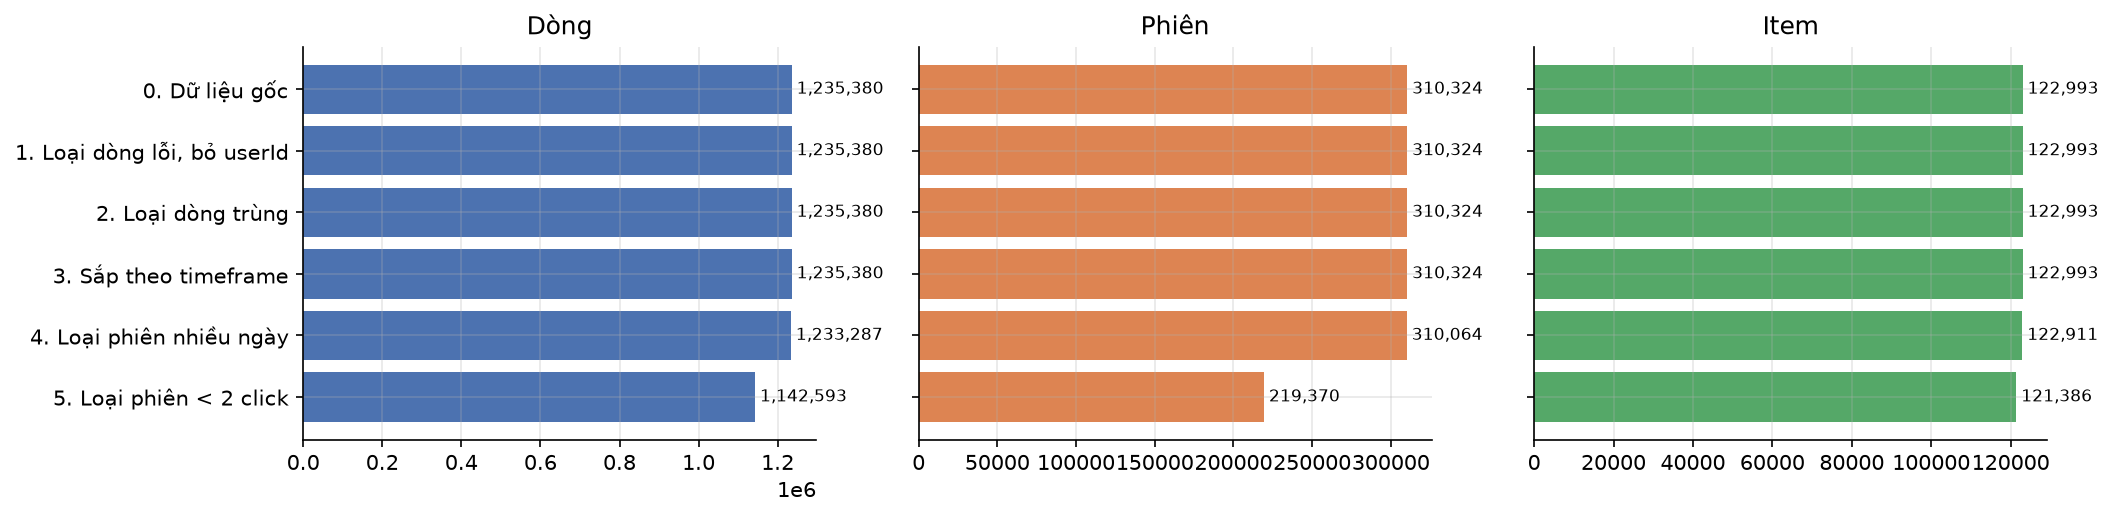 Dòng
Phiên
Item
0. Dữ liệu gốc
1,235,380
310,324
122,993
1. Loại dòng lỗi, bỏ userId
1,235,380
310,324
122,993
2. Loại dòng trùng
1,235,380
310,324
122,993
3. Sắp theo timeframe
1,235,380
310,324
122,993
4. Loại phiên nhiều ngày
1,233,287
310,064
122,911
5. Loại phiên < 2 click
1,142,593
219,370
121,386
0.0 0.2 0.4 0.6 0.8 1.0 1.2
1e6
0 50000 100000 150000 200000 250000 300000
0 20000 40000 60000 80000 100000 120000